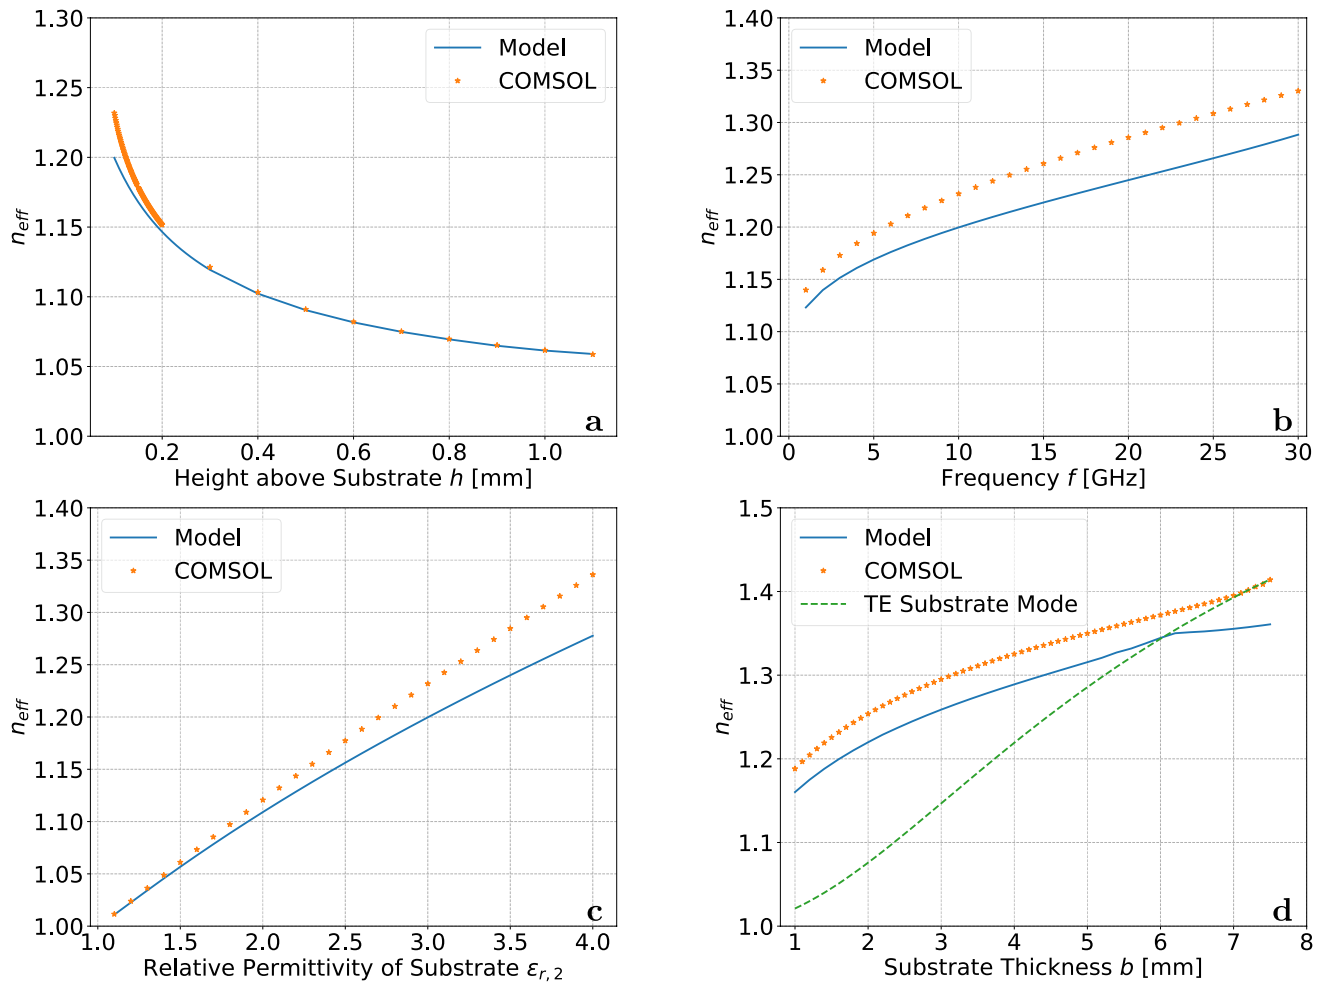 1.30
1.25
1.20
1.15
1.10
1.05
1.00
n_eff
Model
COMSOL
a
0.2 0.4 0.6 0.8 1.0
Height above Substrate h [mm]
1.40
1.35
1.30
1.25
1.20
1.15
1.10
1.05
1.00
n_eff
Model
COMSOL
b
0 5 10 15 20 25 30
Frequency f [GHz]
1.40
1.35
1.30
1.25
1.20
1.15
1.10
1.05
1.00
n_eff
Model
COMSOL
c
1.0 1.5 2.0 2.5 3.0 3.5 4.0
Relative Permittivity of Substrate ε_r, 2
1.5
1.4
1.3
1.2
1.1
1.0
n_eff
Model
COMSOL
TE Substrate Mode
d
1 2 3 4 5 6 7 8
Substrate Thickness b [mm]